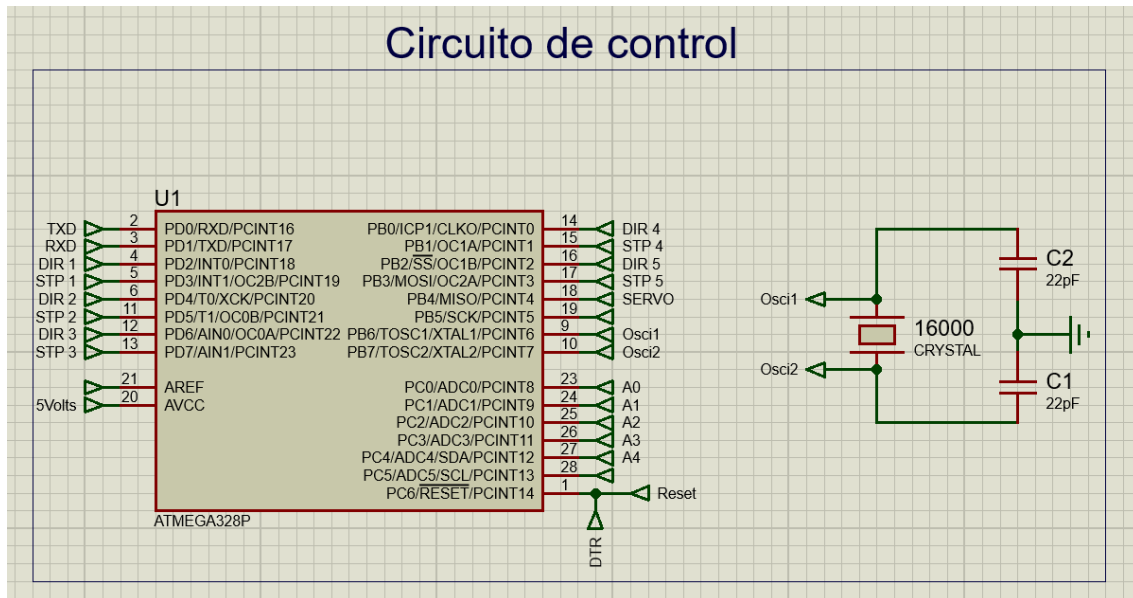 Circuito de control
U1
TXD 2 PD0/RXD/PCINT16 PB0/ICP1/CLKO/PCINT0 14 DIR 4
RXD 3 PD1/TXD/PCINT17 PB1/OC1A/PCINT1 15 STP 4
DIR 1 4 PD2/INT0/PCINT18 PB2/SS/OC1B/PCINT2 16 DIR 5
STP 1 5 PD3/INT1/OC2B/PCINT19 PB3/MOSI/OC2A/PCINT3 17 STP 5
DIR 2 6 PD4/T0/XCK/PCINT20 PB4/MISO/PCINT4 18 SERVO
STP 2 11 PD5/T1/OC0B/PCINT21 PB5/SCK/PCINT5 19
DIR 3 12 PD6/AIN0/OC0A/PCINT22 PB6/TOSC1/XTAL1/PCINT6 9 Osci1
STP 3 13 PD7/AIN1/PCINT23 PB7/TOSC2/XTAL2/PCINT7 10 Osci2
21 AREF PC0/ADC0/PCINT8 23 A0
5Volts 20 AVCC PC1/ADC1/PCINT9 24 A1
PC2/ADC2/PCINT10 25 A2
PC3/ADC3/PCINT11 26 A3
PC4/ADC4/SDA/PCINT12 27 A4
PC5/ADC5/SCL/PCINT13 28
PC6/RESET/PCINT14 1 Reset
ATMEGA328P
DTR
C2
22pF
Osci1
16000
CRYSTAL
Osci2
C1
22pF